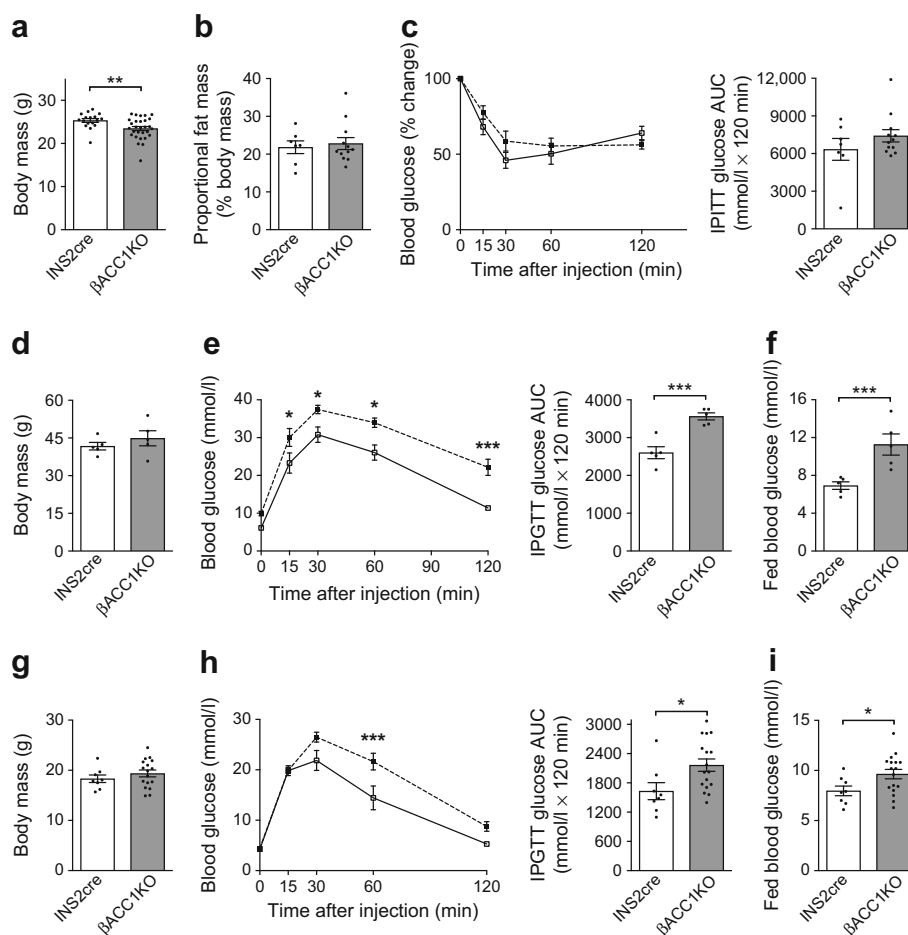 a
Body mass (g)
30
20
10
0
**
INS2cre
βACC1KO
b
Proportional fat mass
(% body mass)
40
30
20
10
0
INS2cre
βACC1KO
c
Blood glucose (% change)
100
50
0
0 15 30 60 120
Time after injection (min)
IPITT glucose AUC
(mmol/l × 120 min)
12,000
9000
6000
3000
0
INS2cre
βACC1KO
d
Body mass (g)
60
45
30
15
0
INS2cre
βACC1KO
e
Blood glucose (mmol/l)
40
30
20
10
0
* * * ***
0 15 30 60 90 120
Time after injection (min)
IPGTT glucose AUC
(mmol/l × 120 min)
4000
3000
2000
1000
0
***
INS2cre
βACC1KO
f
Fed blood glucose (mmol/l)
16
12
8
4
0
***
INS2cre
βACC1KO
g
Body mass (g)
30
20
10
0
INS2cre
βACC1KO
h
Blood glucose (mmol/l)
30
20
10
0
***
0 15 30 60 120
Time after injection (min)
IPGTT glucose AUC
(mmol/l × 120 min)
3000
2400
1800
1200
600
0
*
INS2cre
βACC1KO
i
Fed blood glucose (mmol/l)
15
10
5
0
*
INS2cre
βACC1KO